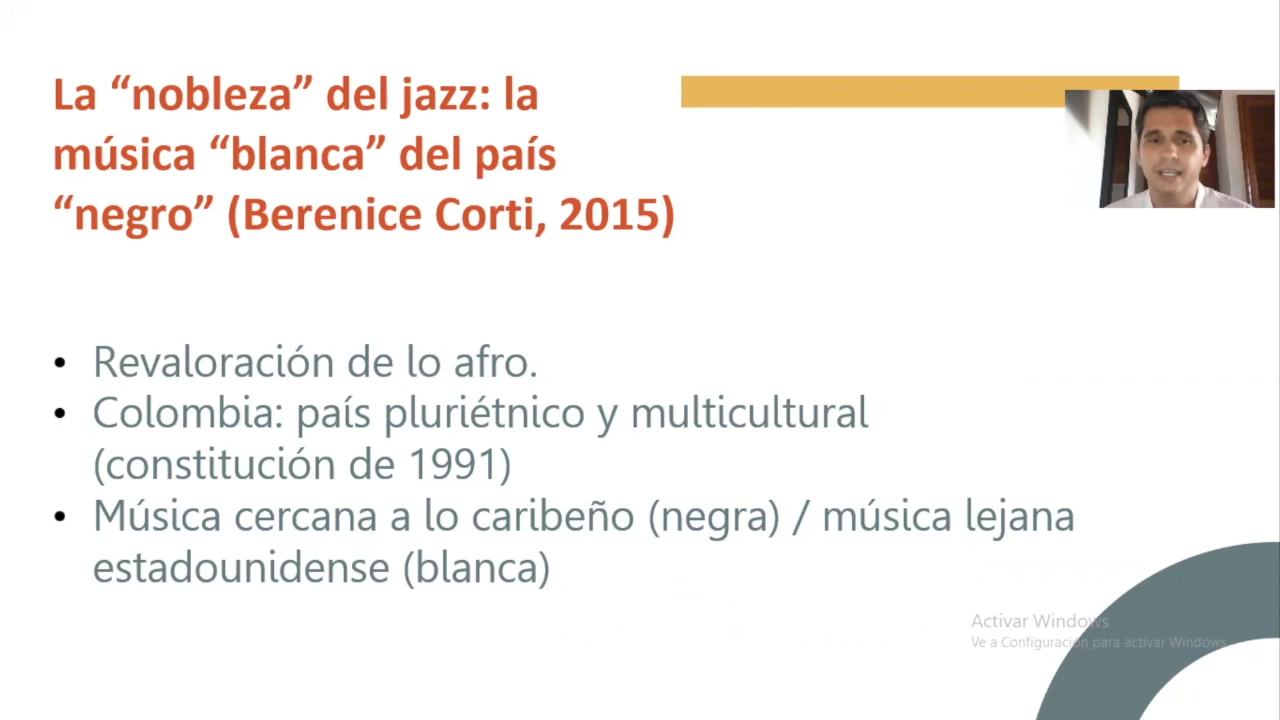 La “nobleza” del jazz: la
música “blanca” del país
“negro” (Berenice Corti, 2015)
• Revaloración de lo afro.
• Colombia: país pluriétnico y multicultural
(constitución de 1991)
• Música cercana a lo caribeño (negra) / música lejana
estadounidense (blanca)
Activar Windows
Ve a Configuración para activar Windows.